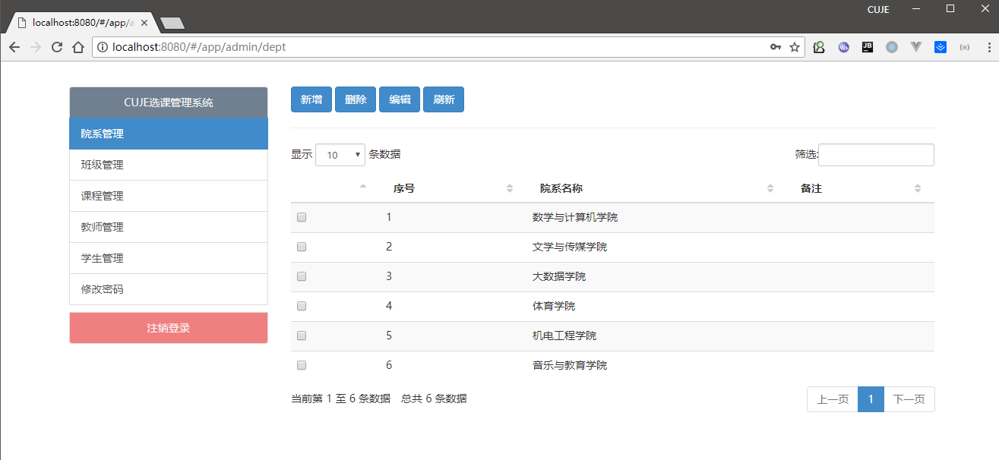 CUJE
localhost:8080/#/app/a
localhost:8080/#/app/admin/dept
CUJE选课管理系统
院系管理
班级管理
课程管理
教师管理
学生管理
修改密码
注销登录
新增 删除 编辑 刷新
显示 10 条数据 筛选:
序号 院系名称 备注
1 数学与计算机学院
2 文学与传媒学院
3 大数据学院
4 体育学院
5 机电工程学院
6 音乐与教育学院
当前第 1 至 6 条数据 总共 6 条数据
上一页 1 下一页